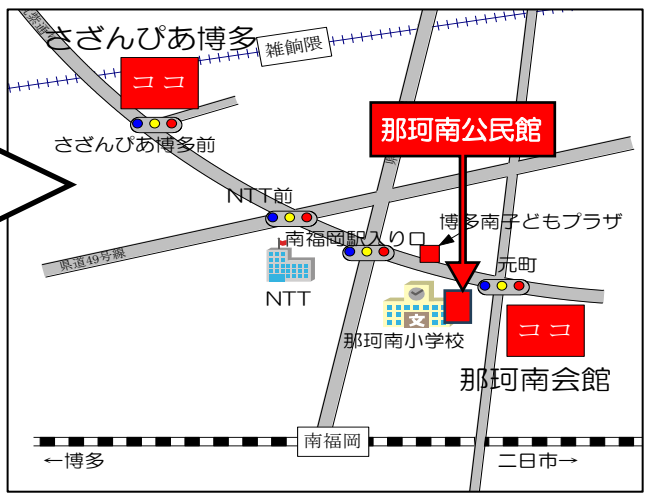 さざんぴあ博多
雑餉隈
ココ
さざんぴあ博多前
那珂南公民館
NTT前
博多南子どもプラザ
南福岡駅入り口
県道49号線
元町
NTT
文
ココ
那珂南小学校
那珂南会館
南福岡
←博多
二日市→